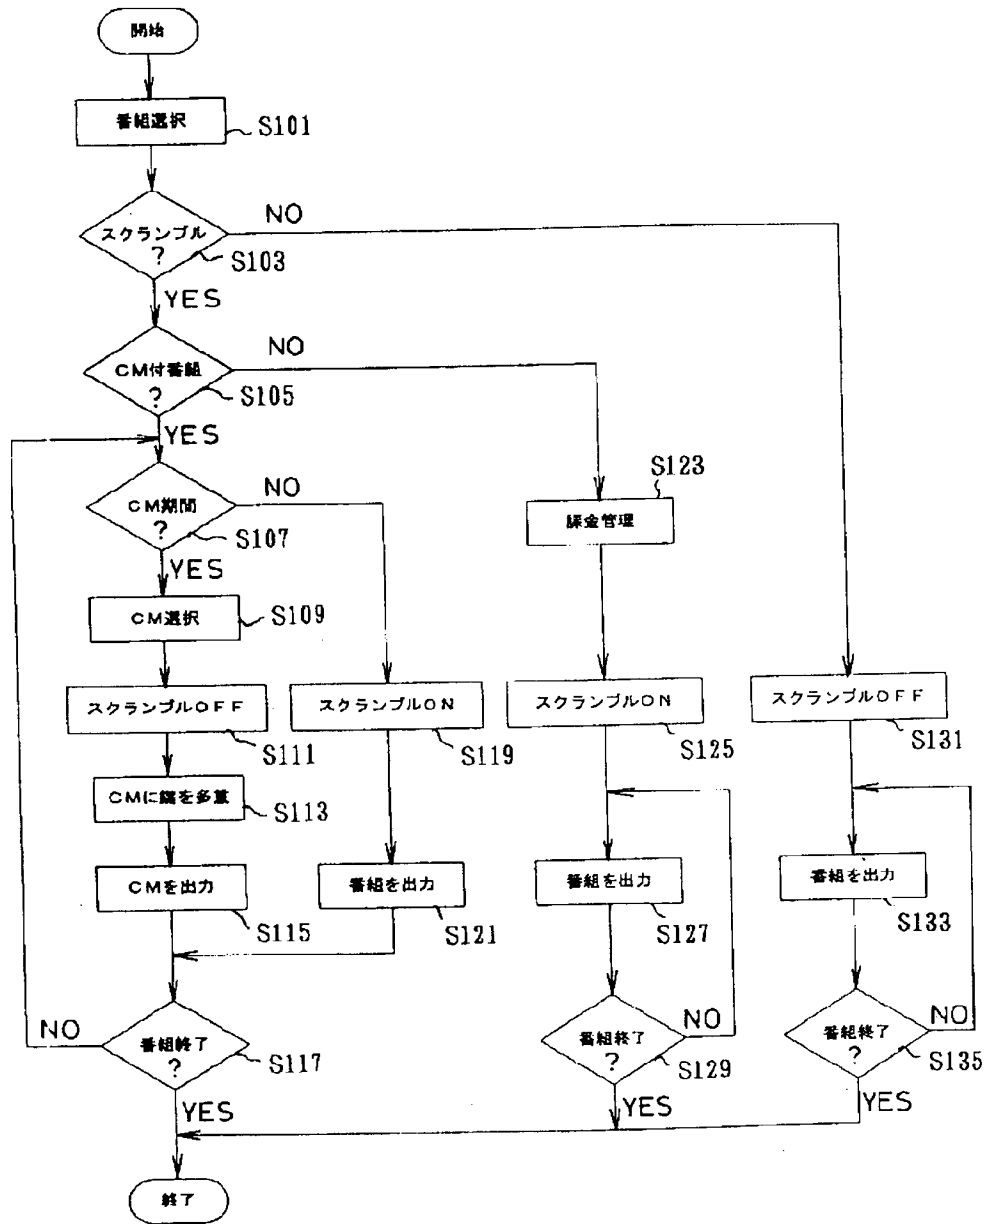 開始
番組選択
S101
スクランブル
?
S103
NO
YES
CM付番組
?
S105
NO
YES
CM期間
?
S107
NO
YES
S123
課金管理
CM選択
S109
スクランブルOFF
S111
スクランブルON
S119
スクランブルON
S125
スクランブルOFF
S131
CMに鍵を多重
S113
CMを出力
S115
番組を出力
S121
番組を出力
S127
番組を出力
S133
番組終了
?
S117
NO
YES
番組終了
?
S129
NO
YES
番組終了
?
S135
NO
YES
終了